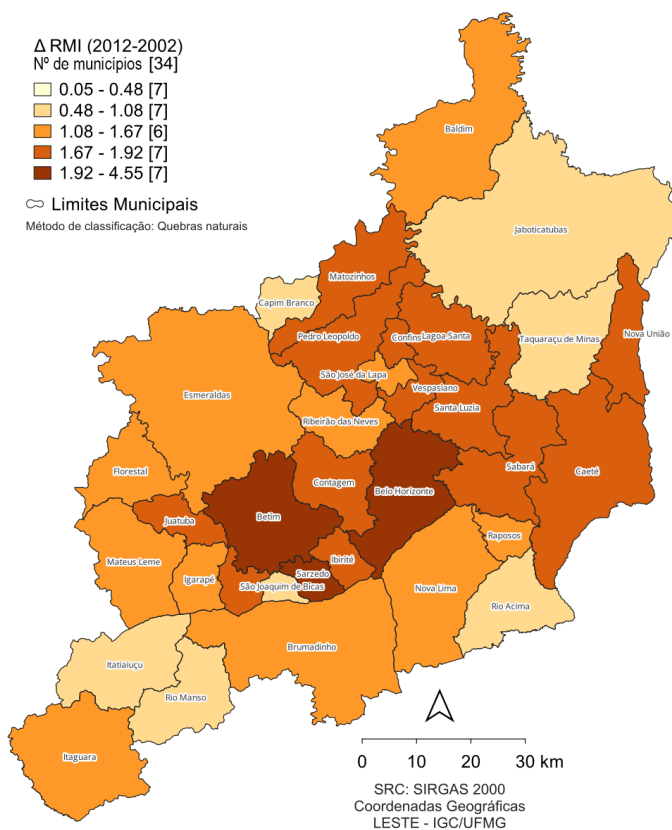 Δ RMI (2012-2002)
Nº de municípios [34]
0.05 - 0.48 [7]
0.48 - 1.08 [7]
1.08 - 1.67 [6]
1.67 - 1.92 [7]
1.92 - 4.55 [7]
Limites Municipais
Método de classificação: Quebras naturais
Baldim
Jaboticatubas
Matozinhos
Capim Branco
Pedro Leopoldo
Confins
Lagoa Santa
Taquaraçu de Minas
Nova União
São José da Lapa
Vespasiano
Esmeraldas
Santa Luzia
Ribeirão das Neves
Florestal
Contagem
Sabará
Caeté
Belo Horizonte
Betim
Juatuba
Raposos
Mateus Leme
Ibirité
Sarzedo
Igarapé
São Joaquim de Bicas
Nova Lima
Rio Acima
Brumadinho
Itatiaiuçu
Rio Manso
Itaguara
0 10 20 30 km
SRC: SIRGAS 2000
Coordenadas Geográficas
LESTE - IGC/UFMG